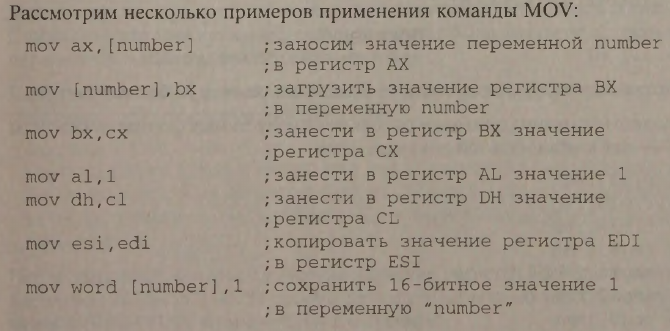 Рассмотрим несколько примеров применения команды MOV:
mov ax,[number] ;заносим значение переменной number
;в регистр AX
mov [number],bx ;загрузить значение регистра BX
;в переменную number
mov bx,cx ;занести в регистр BX значение
;регистра CX
mov al,1 ;занести в регистр AL значение 1
mov dh,cl ;занести в регистр DH значение
;регистра CL
mov esi,edi ;копировать значение регистра EDI
;в регистр ESI
mov word [number],1 ;сохранить 16-битное значение 1
;в переменную "number"